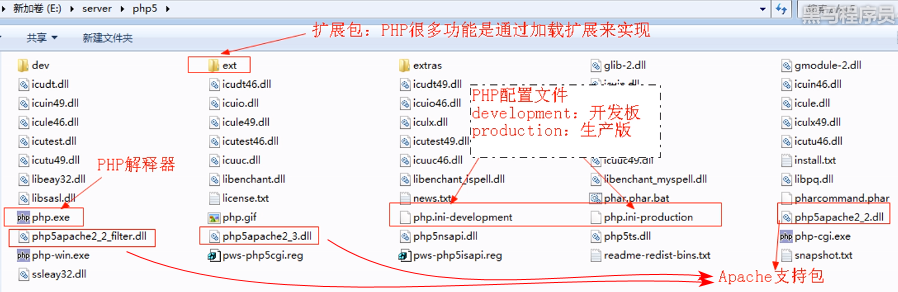 新加卷 (E:) ▸ server ▸ php5 ▸
黑马程序员
共享 新建文件夹
扩展包：PHP很多功能是通过加载扩展来实现
dev ext extras glib-2.dll gmodule-2.dll
icudt.dll icudt46.dll icuin46.dll
icuin49.dll icuio.dll icuio46.dll icule.dll
icule46.dll icule49.dll iculx.dll iculx49.dll
icutest.dll icutest46.dll icutu46.dll
icutu49.dll icuuc.dll icuuc46.dll icuuc49.dll install.txt
libeay32.dll libenchant.dll libenchant_ispell.dll libenchant_myspell.dll libpq.dll
libsasl.dll license.txt news.txt phar.phar.bat pharcommand.phar
php.exe php.gif php.ini-development php.ini-production php5apache2_2.dll
php5apache2_2_filter.dll php5apache2_3.dll php5nsapi.dll php5ts.dll php-cgi.exe
php-win.exe pws-php5cgi.reg pws-php5isapi.reg readme-redist-bins.txt snapshot.txt
ssleay32.dll
PHP配置文件
development：开发板
production：生产版
PHP解释器
Apache支持包